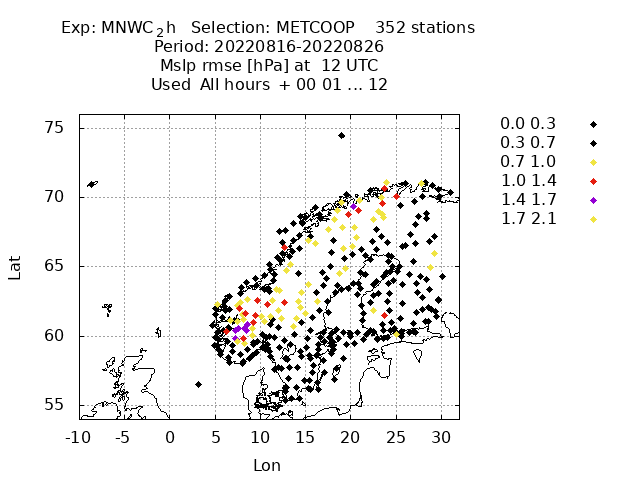 Exp: MNWC2h Selection: METCOOP 352 stations
Period: 20220816-20220826
Mslp rmse [hPa] at 12 UTC
Used All hours + 00 01 ... 12
0.0 0.3
0.3 0.7
0.7 1.0
1.0 1.4
1.4 1.7
1.7 2.1
75
70
65
60
55
Lat
-10 -5 0 5 10 15 20 25 30
Lon